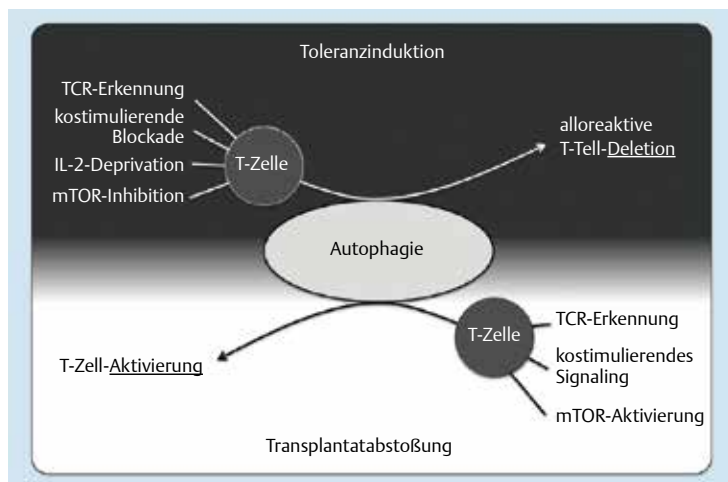 Toleranzinduktion
TCR-Erkennung
kostimulierende
Blockade
IL-2-Deprivation
mTOR-Inhibition
T-Zelle
alloreaktive
T-Tell-Deletion
Autophagie
T-Zelle
TCR-Erkennung
kostimulierendes
Signaling
mTOR-Aktivierung
T-Zell-Aktivierung
Transplantatabstoßung